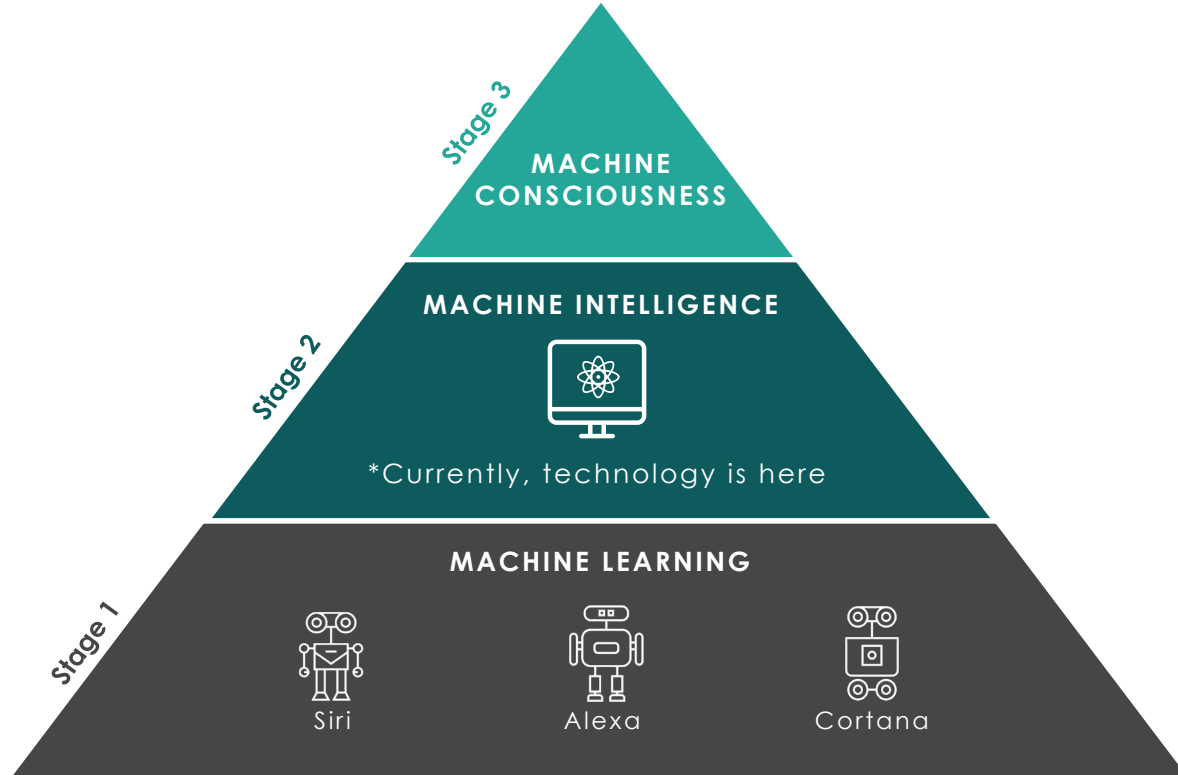 Stage 3
MACHINE
CONSCIOUSNESS
Stage 2
MACHINE INTELLIGENCE
*Currently, technology is here
Stage 1
MACHINE LEARNING
Siri
Alexa
Cortana